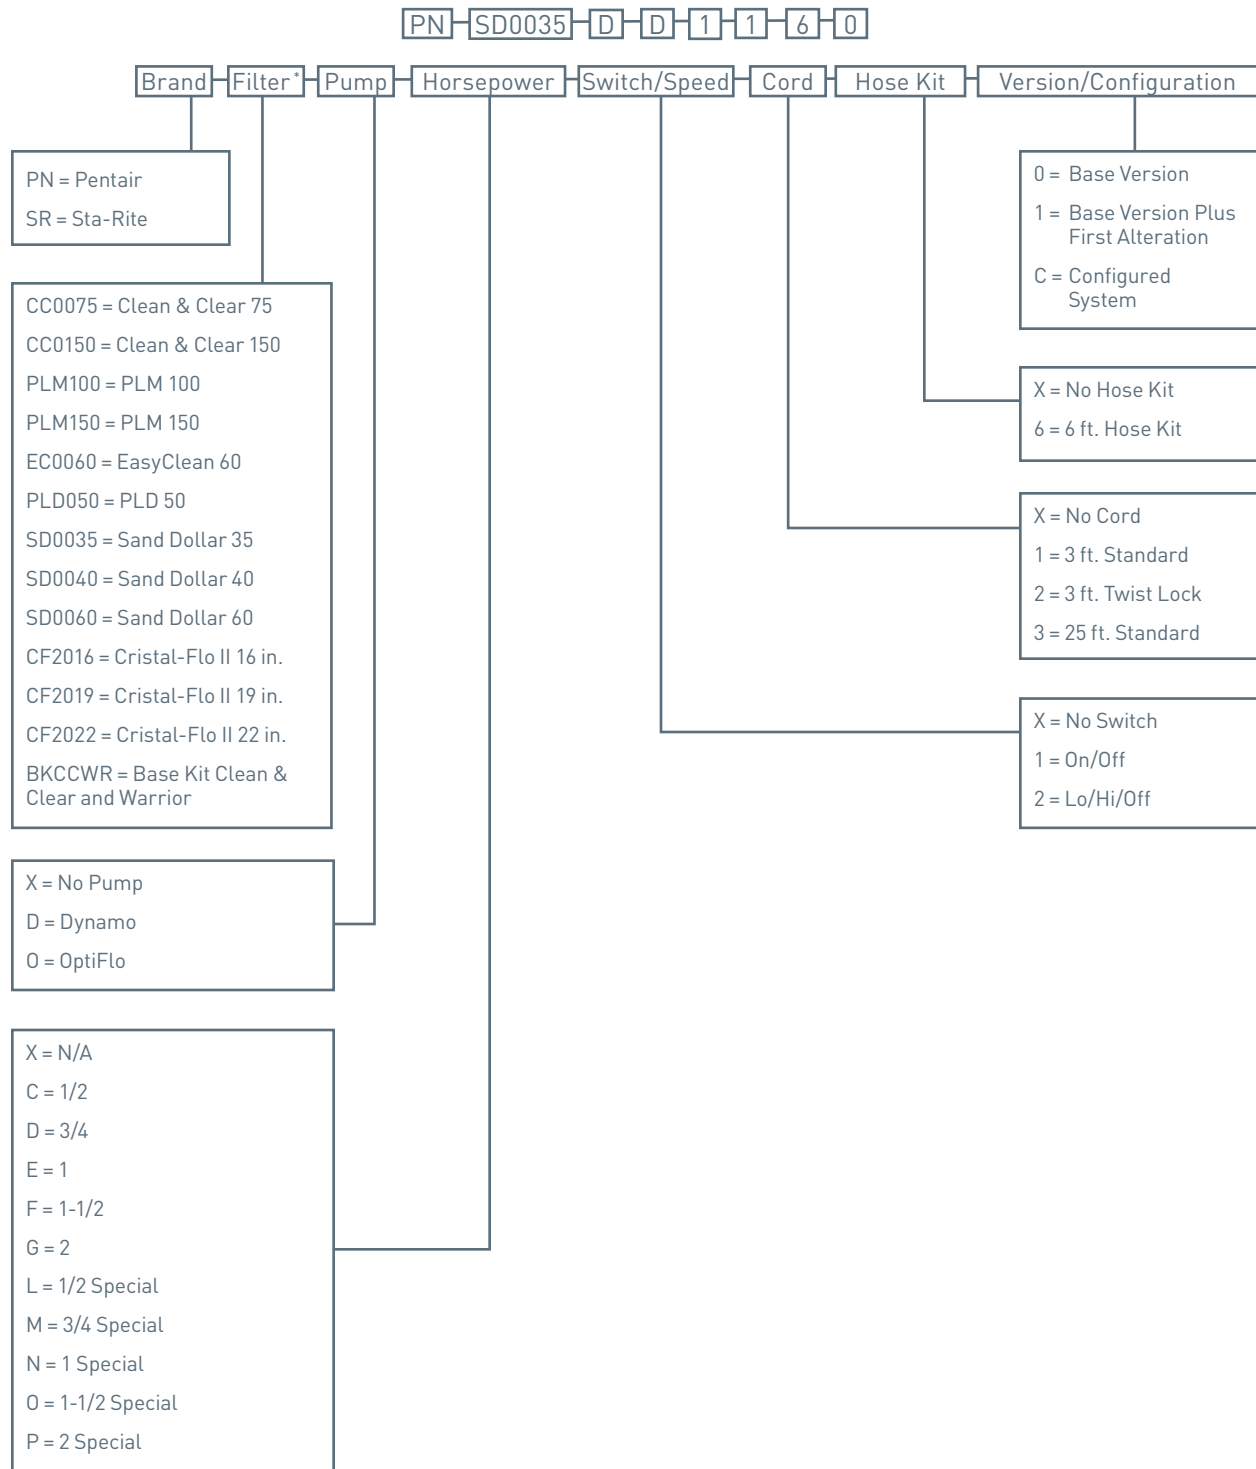 PN SD0035 D D 1 1 6 0
Brand Filter* Pump Horsepower Switch/Speed Cord Hose Kit Version/Configuration
PN = Pentair
SR = Sta-Rite
CC0075 = Clean & Clear 75
CC0150 = Clean & Clear 150
PLM100 = PLM 100
PLM150 = PLM 150
EC0060 = EasyClean 60
PLD050 = PLD 50
SD0035 = Sand Dollar 35
SD0040 = Sand Dollar 40
SD0060 = Sand Dollar 60
CF2016 = Cristal-Flo II 16 in.
CF2019 = Cristal-Flo II 19 in.
CF2022 = Cristal-Flo II 22 in.
BKCCWR = Base Kit Clean &
Clear and Warrior
X = No Pump
D = Dynamo
O = OptiFlo
X = N/A
C = 1/2
D = 3/4
E = 1
F = 1-1/2
G = 2
L = 1/2 Special
M = 3/4 Special
N = 1 Special
O = 1-1/2 Special
P = 2 Special
0 = Base Version
1 = Base Version Plus
First Alteration
C = Configured
System
X = No Hose Kit
6 = 6 ft. Hose Kit
X = No Cord
1 = 3 ft. Standard
2 = 3 ft. Twist Lock
3 = 25 ft. Standard
X = No Switch
1 = On/Off
2 = Lo/Hi/Off